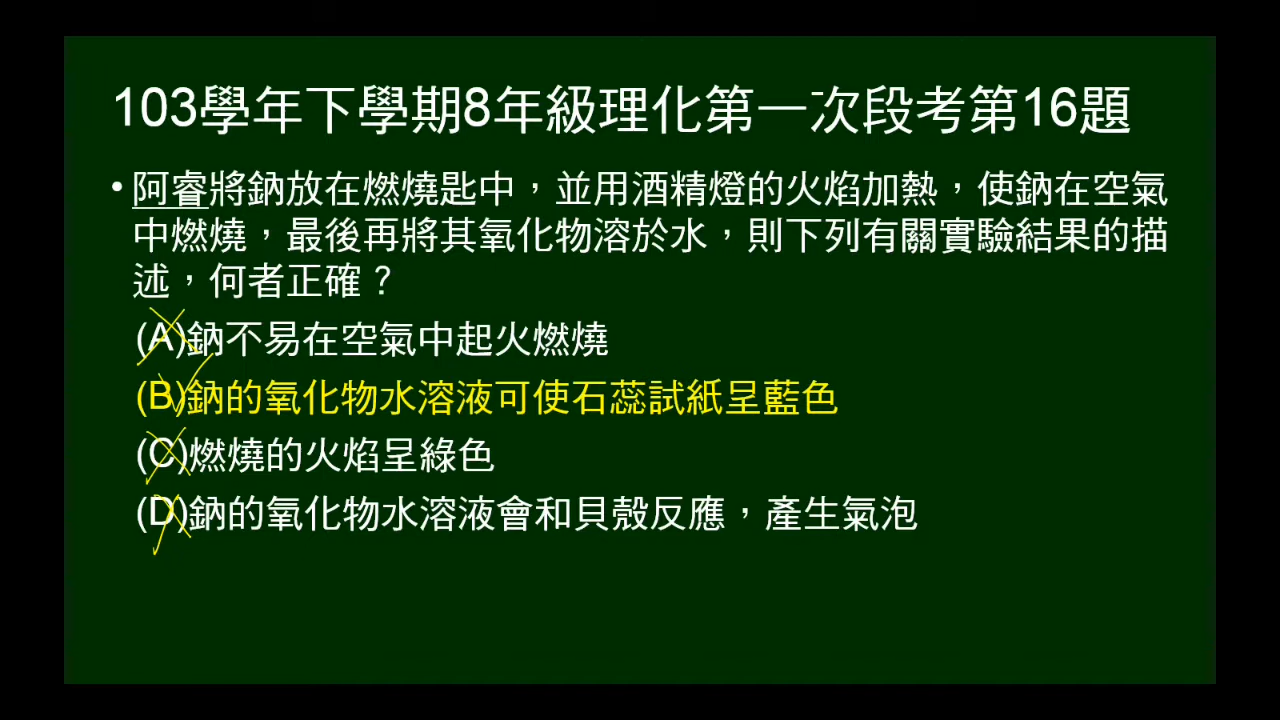 103學年下學期8年級理化第一次段考第16題
•阿睿將鈉放在燃燒匙中，並用酒精燈的火焰加熱，使鈉在空氣
中燃燒，最後再將其氧化物溶於水，則下列有關實驗結果的描
述，何者正確？
(A)鈉不易在空氣中起火燃燒
(B)鈉的氧化物水溶液可使石蕊試紙呈藍色
(C)燃燒的火焰呈綠色
(D)鈉的氧化物水溶液會和貝殼反應，產生氣泡